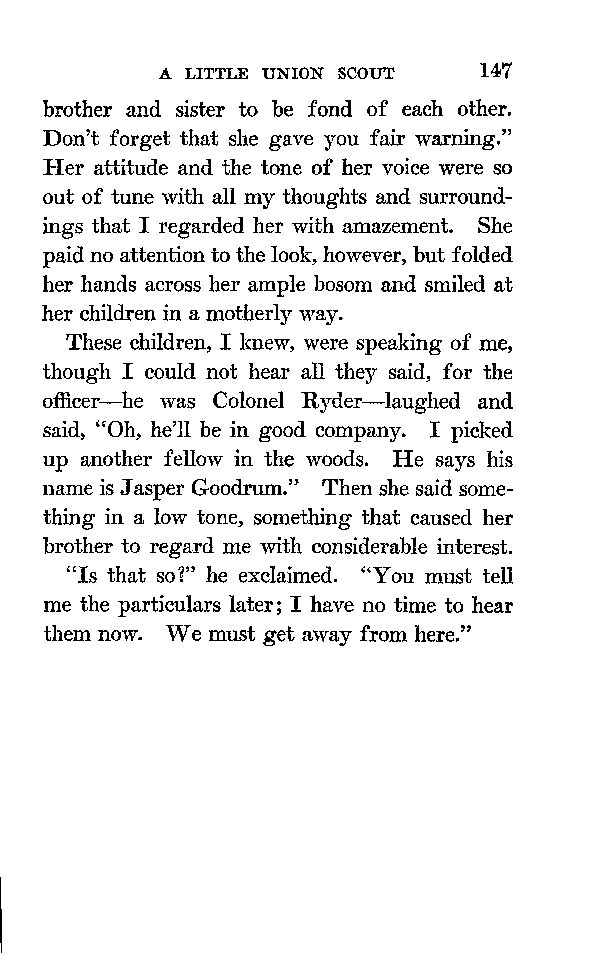 A LITTLE UNION SCOUT 147
brother and sister to be fond of each other.
Don't forget that she gave you fair warning."
Her attitude and the tone of her voice were so
out of tune with all my thoughts and surround-
ings that I regarded her with amazement. She
paid no attention to the look, however, but folded
her hands across her ample bosom and smiled at
her children in a motherly way.
These children, I knew, were speaking of me,
though I could not hear all they said, for the
officer—he was Colonel Ryder—laughed and
said, "Oh, he'll be in good company. I picked
up another fellow in the woods. He says his
name is Jasper Goodrum." Then she said some-
thing in a low tone, something that caused her
brother to regard me with considerable interest.
"Is that so?" he exclaimed. "You must tell
me the particulars later; I have no time to hear
them now. We must get away from here."